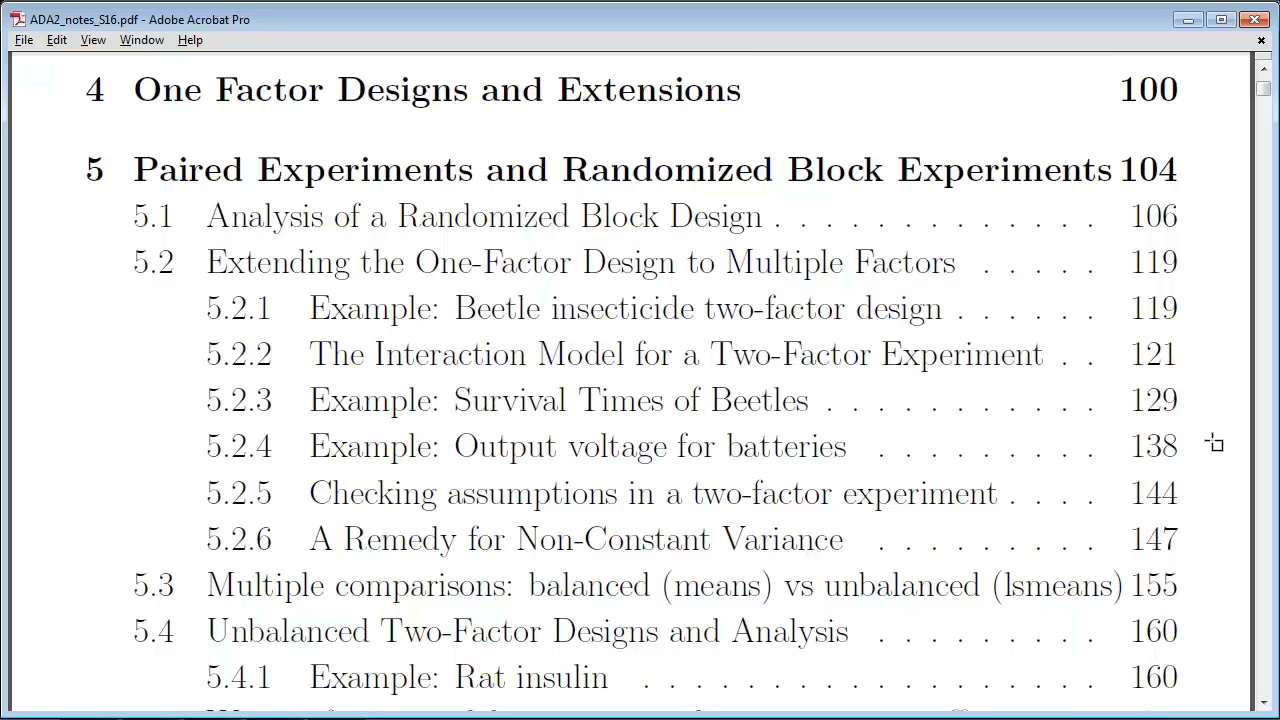 ADA2_notes_S16.pdf - Adobe Acrobat Pro
File Edit View Window Help
4 One Factor Designs and Extensions 100
5 Paired Experiments and Randomized Block Experiments 104
5.1 Analysis of a Randomized Block Design . . . . . . . . . . . . . 106
5.2 Extending the One-Factor Design to Multiple Factors . . . . . 119
5.2.1 Example: Beetle insecticide two-factor design . . . . . . 119
5.2.2 The Interaction Model for a Two-Factor Experiment . . 121
5.2.3 Example: Survival Times of Beetles . . . . . . . . . . . 129
5.2.4 Example: Output voltage for batteries . . . . . . . . . 138
5.2.5 Checking assumptions in a two-factor experiment . . . . 144
5.2.6 A Remedy for Non-Constant Variance . . . . . . . . . 147
5.3 Multiple comparisons: balanced (means) vs unbalanced (lsmeans) 155
5.4 Unbalanced Two-Factor Designs and Analysis . . . . . . . . . 160
5.4.1 Example: Rat insulin . . . . . . . . . . . . . . . . . . 160